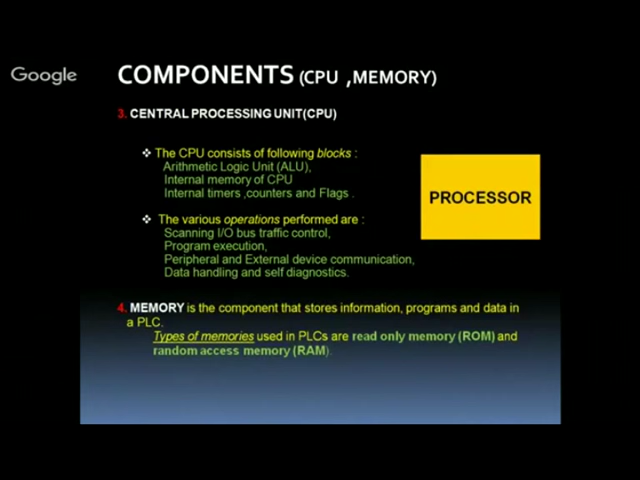 Google
COMPONENTS (CPU ,MEMORY)
3. CENTRAL PROCESSING UNIT(CPU)
❖ The CPU consists of following blocks :
Arithmetic Logic Unit (ALU),
Internal memory of CPU
Internal timers ,counters and Flags .
PROCESSOR
❖ The various operations performed are :
Scanning I/O bus traffic control,
Program execution,
Peripheral and External device communication,
Data handling and self diagnostics.
4. MEMORY is the component that stores information, programs and data in
a PLC.
Types of memories used in PLCs are read only memory (ROM) and
random access memory (RAM).